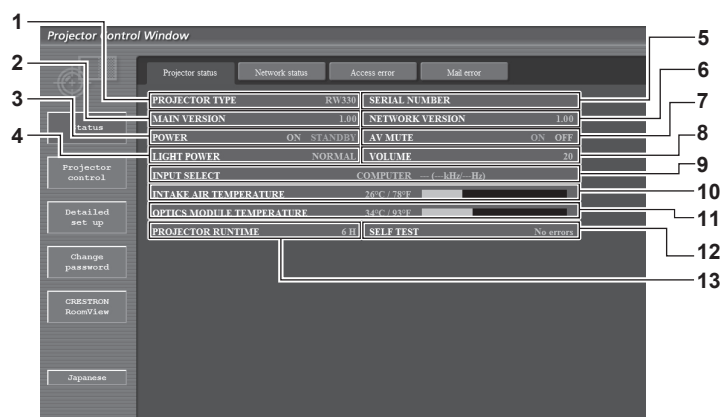 Projector Control Window
Projector status Network status Access error Mail error
PROJECTOR TYPE RW330 SERIAL NUMBER
MAIN VERSION 1.00 NETWORK VERSION 1.00
POWER ON STANDBY AV MUTE ON OFF
LIGHT POWER NORMAL VOLUME 20
INPUT SELECT COMPUTER --- (---kHz/---Hz)
INTAKE AIR TEMPERATURE 26°C / 78°F
OPTICS MODULE TEMPERATURE 34°C / 93°F
PROJECTOR RUNTIME 6 H SELF TEST No errors
Status
Projector
control
Detailed
set up
Change
password
CRESTRON
RoomView
Japanese
1
2
3
4
5
6
7
8
9
10
11
12
13